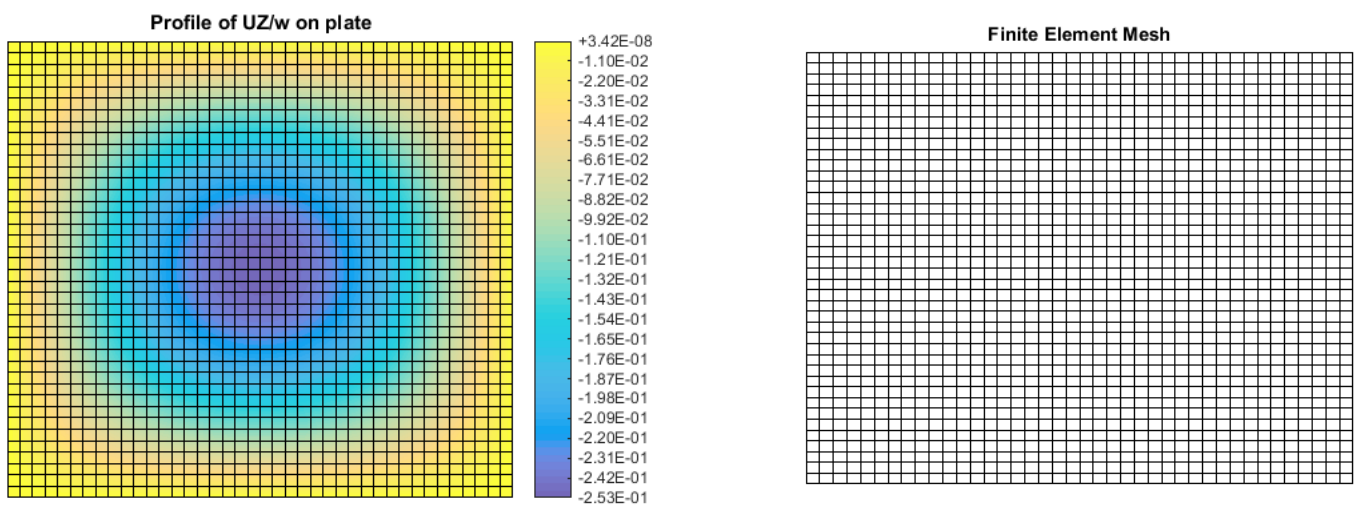 Profile of UZ/w on plate
+3.42E-08
-1.10E-02
-2.20E-02
-3.31E-02
-4.41E-02
-5.51E-02
-6.61E-02
-7.71E-02
-8.82E-02
-9.92E-02
-1.10E-01
-1.21E-01
-1.32E-01
-1.43E-01
-1.54E-01
-1.65E-01
-1.76E-01
-1.87E-01
-1.98E-01
-2.09E-01
-2.20E-01
-2.31E-01
-2.42E-01
-2.53E-01
Finite Element Mesh